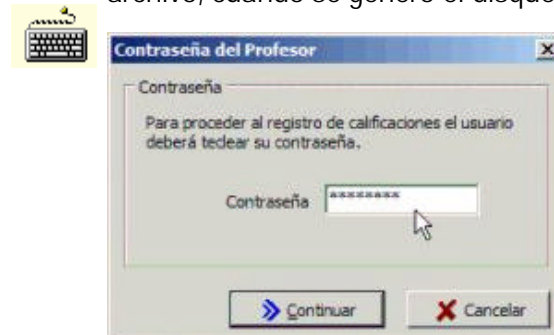 archivo, cuando se generó el disque
Contraseña del Profesor
Contraseña
Para proceder al registro de calificaciones el usuario
deberá teclear su contraseña.
Contraseña ********
Continuar Cancelar